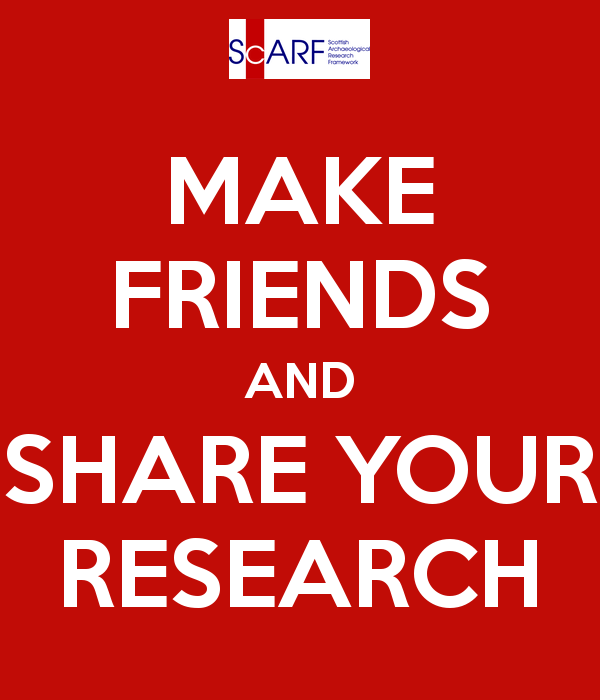 ScARF
Scottish
Archaeological
Research
Framework
MAKE
FRIENDS
AND
SHARE YOUR
RESEARCH